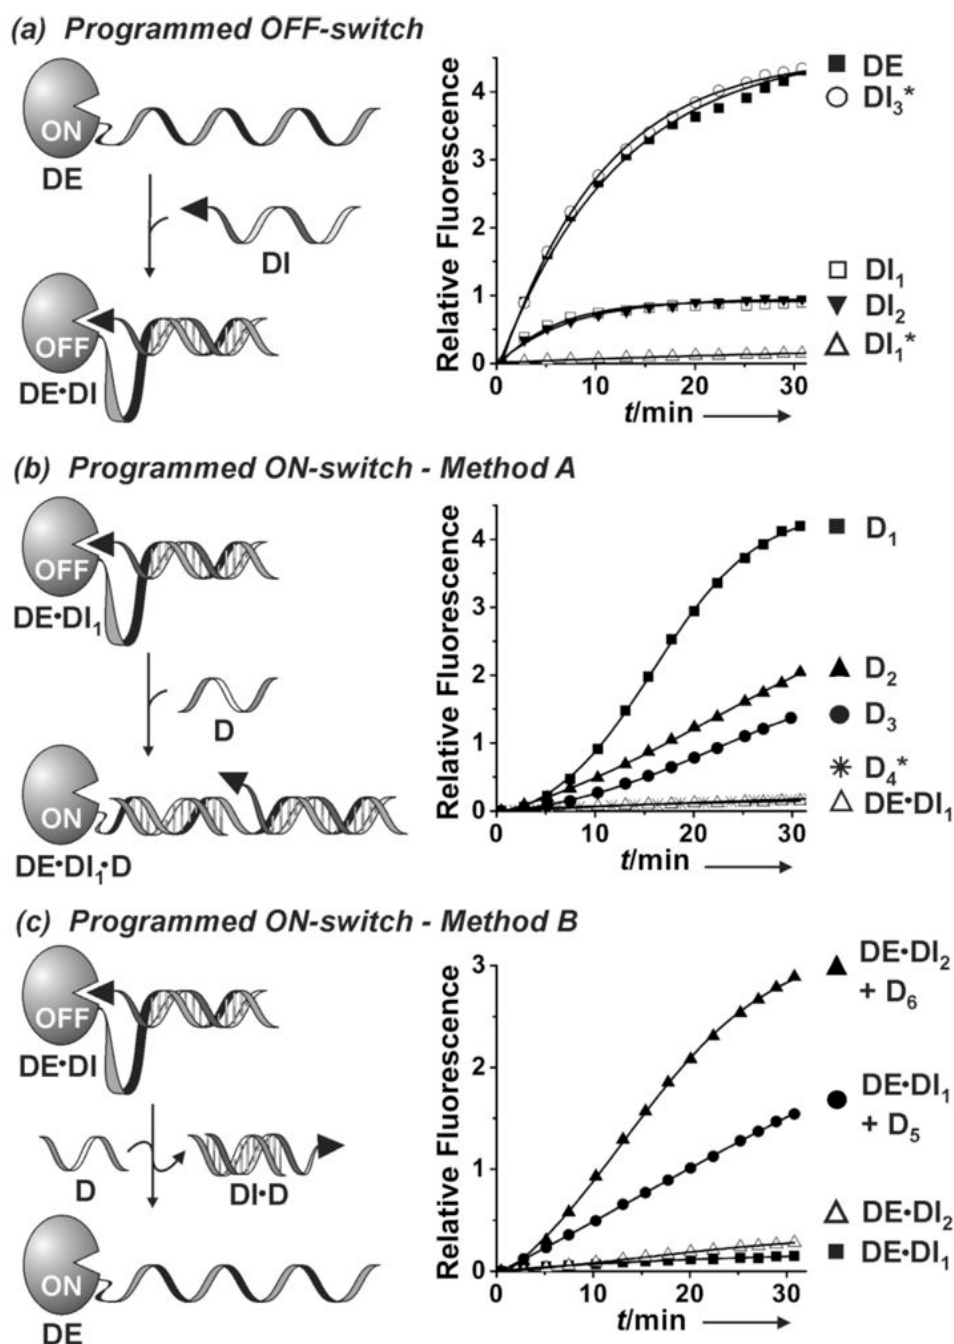 (a) Programmed OFF-switch
ON
DE
DI
OFF
DE•DI
Relative Fluorescence
4
3
2
1
0
0 10 20 30
t/min
■ DE
○ DI3*
□ DI1
▼ DI2
△ DI1*
(b) Programmed ON-switch - Method A
OFF
DE•DI1
D
ON
DE•DI1•D
Relative Fluorescence
4
3
2
1
0
0 10 20 30
t/min
■ D1
▲ D2
● D3
✳ D4*
△ DE•DI1
(c) Programmed ON-switch - Method B
OFF
DE•DI
D
DI•D
ON
DE
Relative Fluorescence
3
2
1
0
0 10 20 30
t/min
▲ DE•DI2
+ D6
● DE•DI1
+ D5
△ DE•DI2
■ DE•DI1